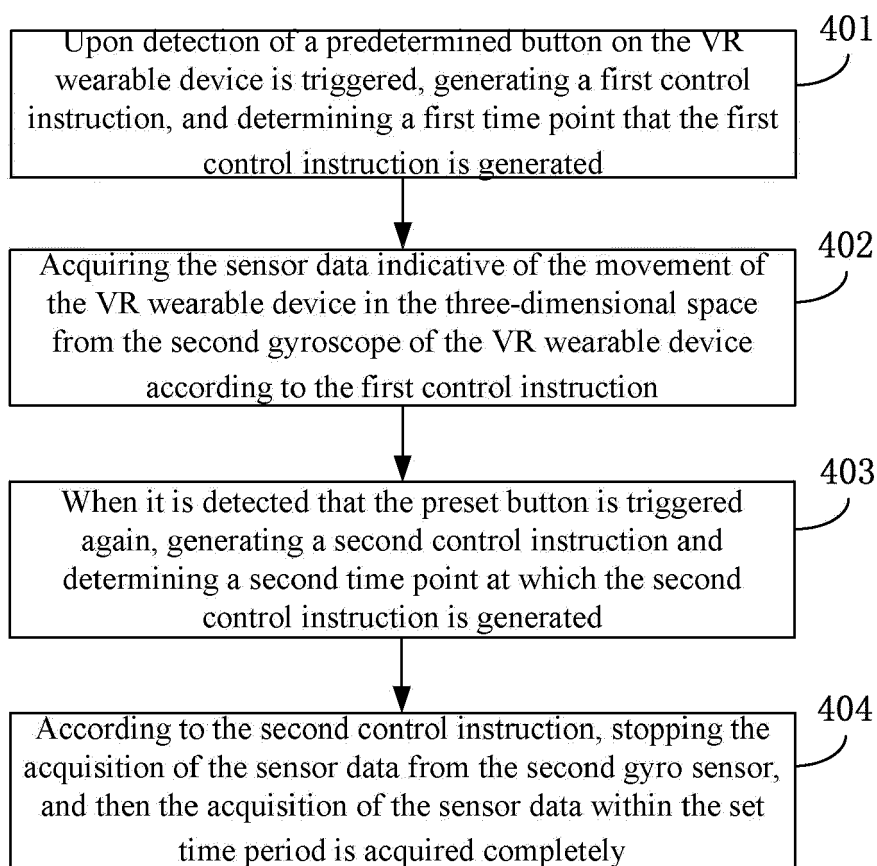 401
Upon detection of a predetermined button on the VR
wearable device is triggered, generating a first control
instruction, and determining a first time point that the first
control instruction is generated
402
Acquiring the sensor data indicative of the movement of
the VR wearable device in the three-dimensional space
from the second gyroscope of the VR wearable device
according to the first control instruction
403
When it is detected that the preset button is triggered
again, generating a second control instruction and
determining a second time point at which the second
control instruction is generated
404
According to the second control instruction, stopping the
acquisition of the sensor data from the second gyro sensor,
and then the acquisition of the sensor data within the set
time period is acquired completely